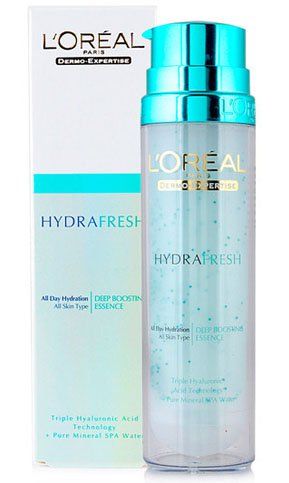 L'ORÉAL
PARIS
DERMO-EXPERTISE
HYDRAFRESH
All Day Hydration
All Skin Type
DEEP BOOSTING
ESSENCE
Triple Hyaluronic Acid
Technology
+ Pure Mineral SPA Water
L'ORÉAL
PARIS
DERMO-EXPERTISE
HYDRAFRESH
All Day Hydration
All Skin Type
DEEP BOOSTING
ESSENCE
Triple Hyaluronic
Acid Technology
+ Pure Mineral SPA Water